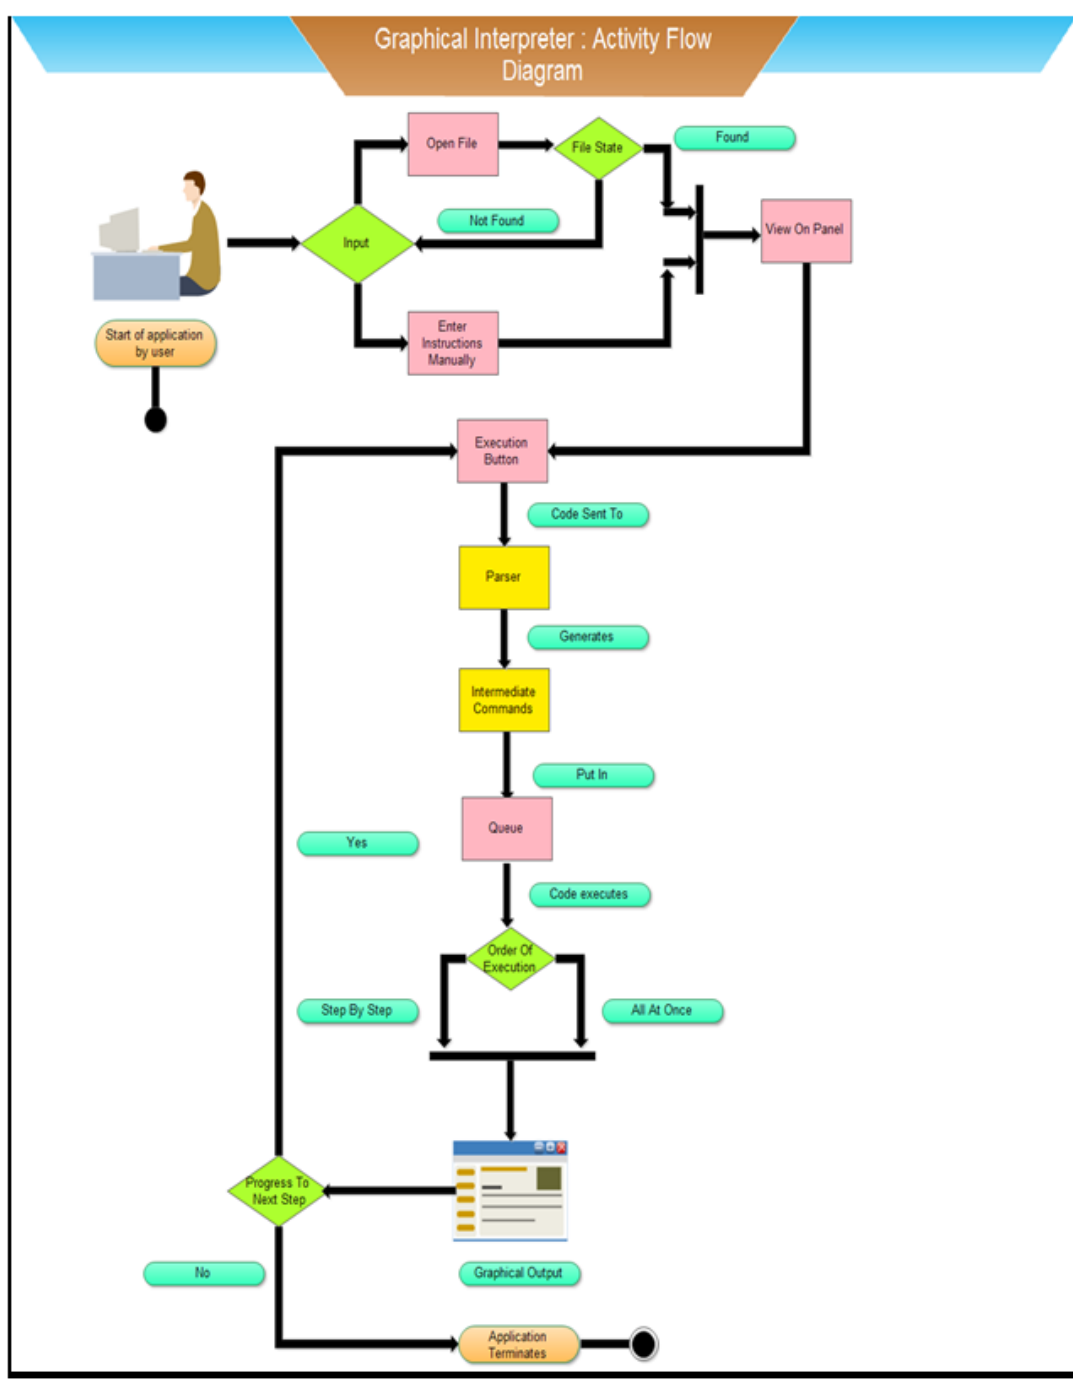 Graphical Interpreter : Activity Flow
Diagram
Open File
File State
Found
Not Found
Input
View On Panel
Enter
Instructions
Manually
Start of application
by user
Execution
Button
Code Sent To
Parser
Generates
Intermediate
Commands
Put In
Queue
Yes
Code executes
Order Of
Execution
Step By Step
All At Once
Progress To
Next Step
No
Graphical Output
Application
Terminates